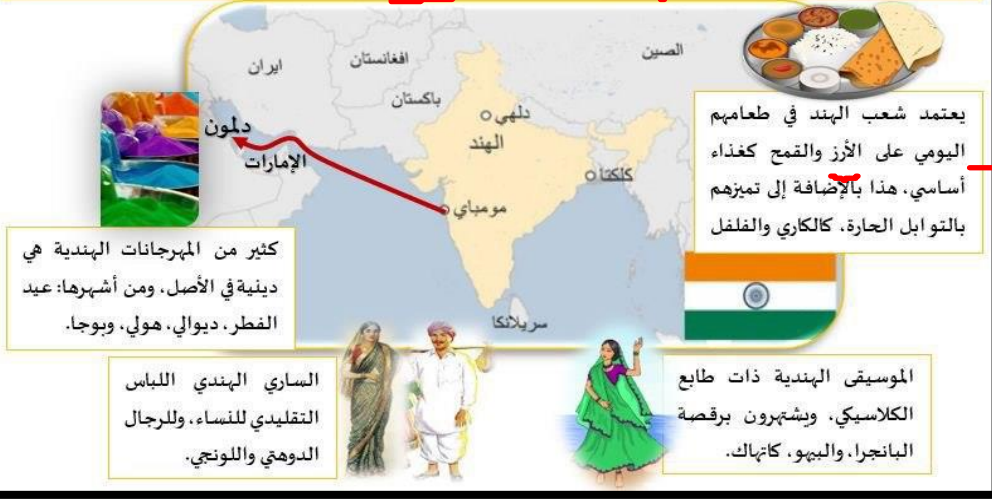 الصين
افغانستان
ايران
باكستان
دلهي
الهند
دلمون
الإمارات
كلكتا
مومباي
سريلانكا
يعتمد شعب الهند في طعامهم
اليومي على الأرز والقمح كغذاء
أساسي، هذا بالإضافة إلى تميزهم
بالتوابل الحارة، كالكاري والفلفل
كثير من المهرجانات الهندية هي
دينية في الأصل، ومن أشهرها: عيد
الفطر، ديوالي، هولي، وبوجا.
الموسيقى الهندية ذات طابع
الكلاسيكي، ويشتهرون برقصة
البانجرا، والبيهو، كاتهاك.
الساري الهندي اللباس
التقليدي للنساء، وللرجال
الدوهتي واللونجي.